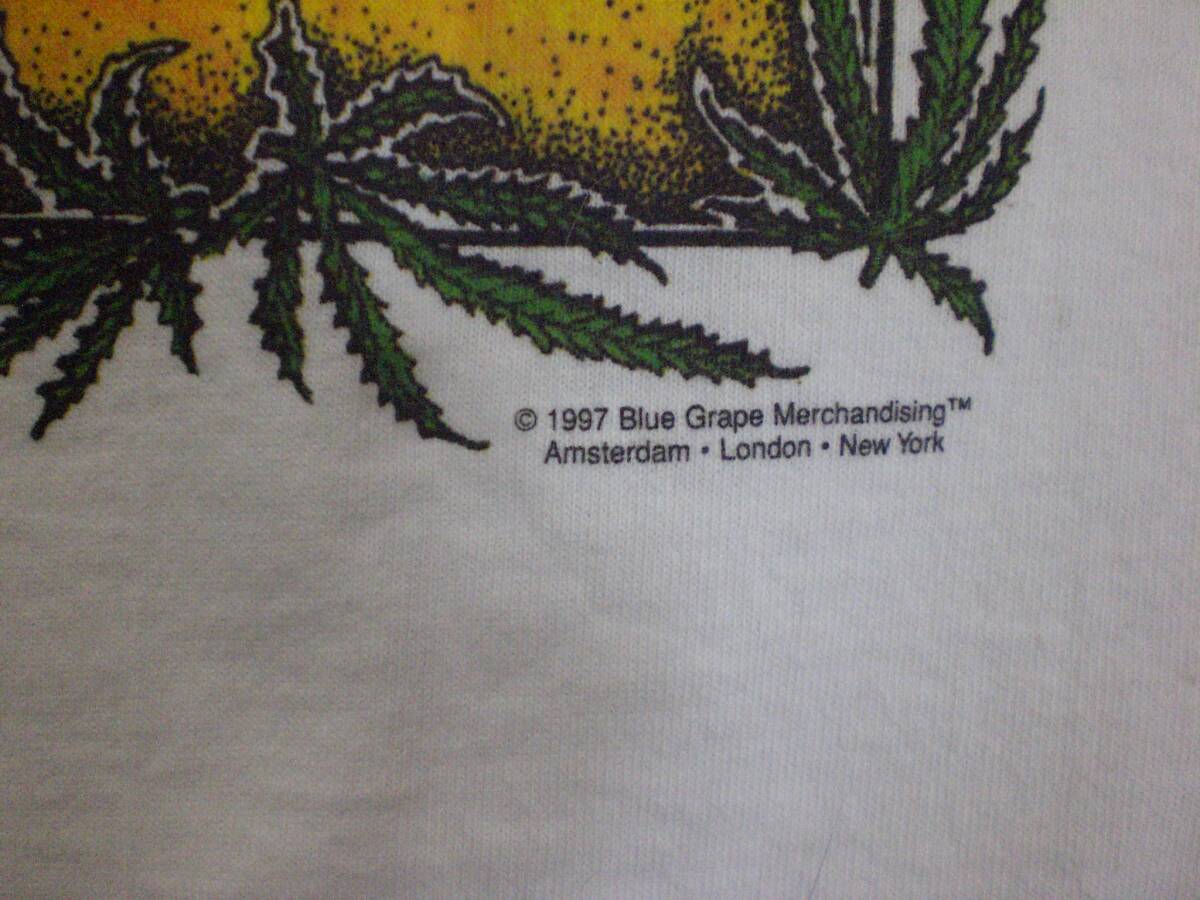 © 1997 Blue Grape Merchandising™
Amsterdam • London • New York